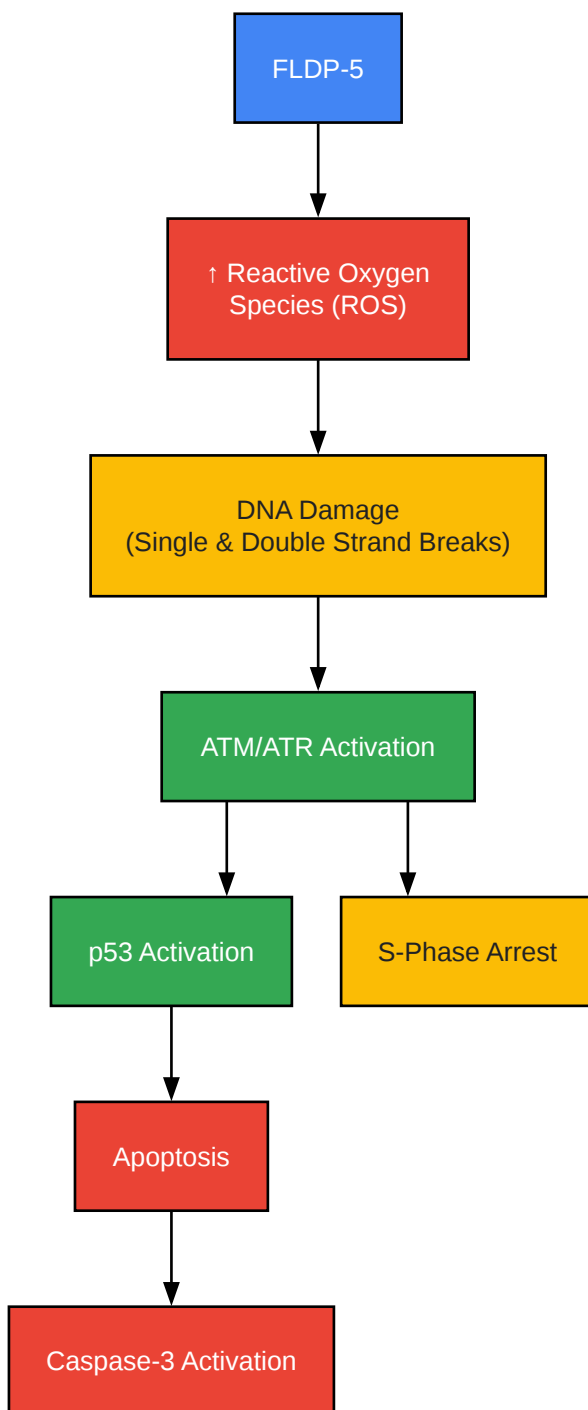 FLDP-5
↑ Reactive Oxygen
Species (ROS)
DNA Damage
(Single & Double Strand Breaks)
ATM/ATR Activation
p53 Activation
S-Phase Arrest
Apoptosis
Caspase-3 Activation